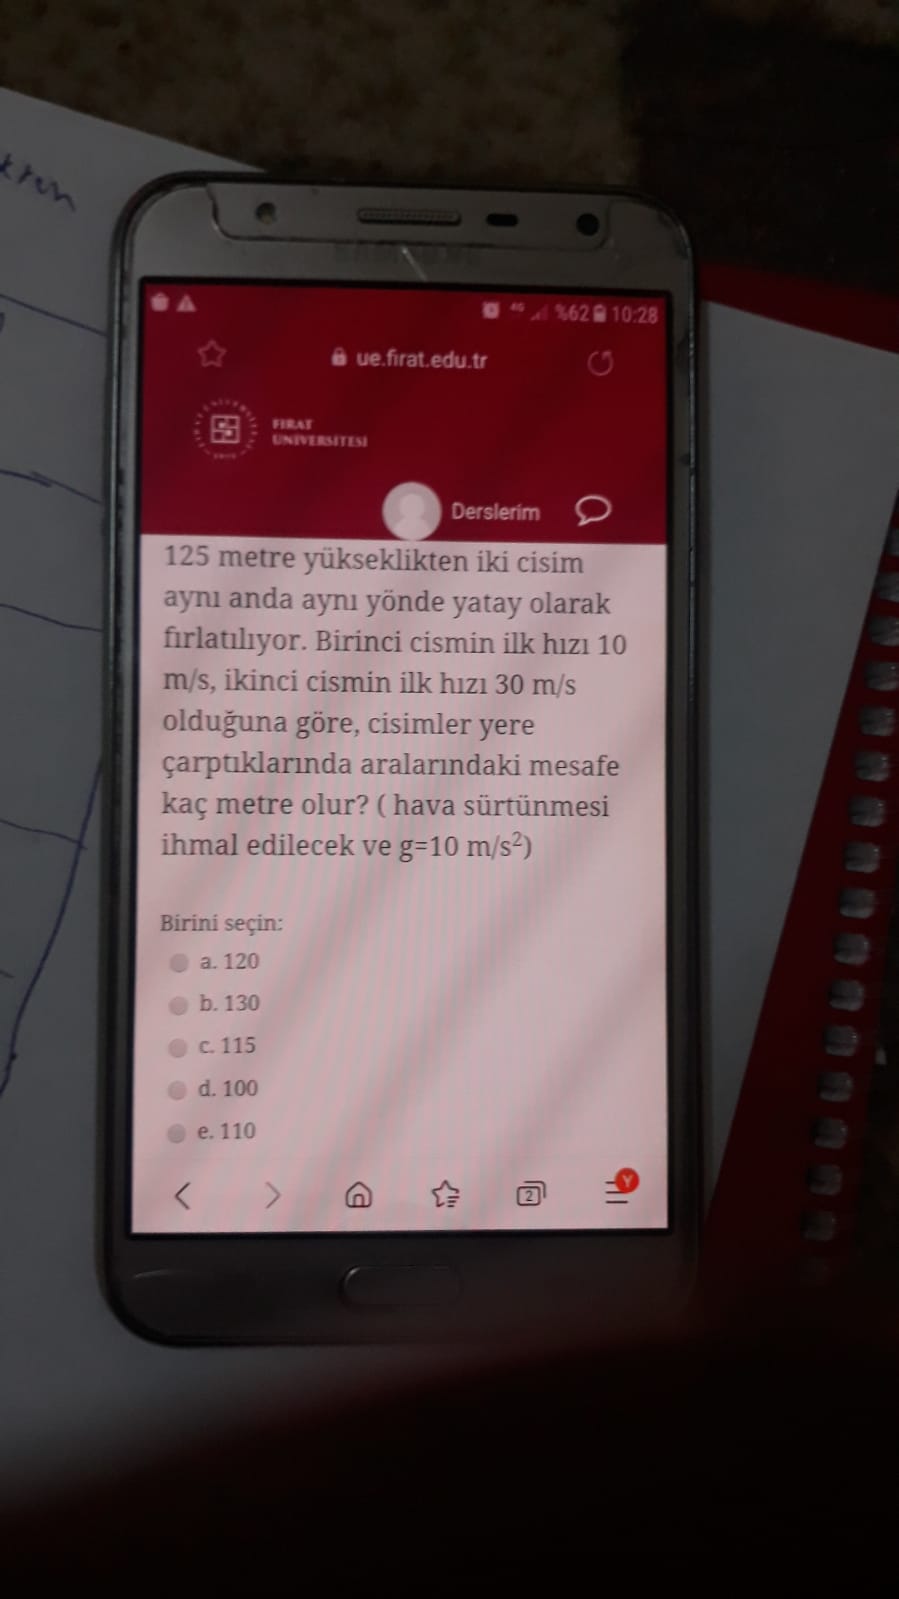 %62 10:28
ue.firat.edu.tr
FIRAT
ÜNİVERSİTESİ
Derslerim
125 metre yükseklikten iki cisim
aynı anda aynı yönde yatay olarak
fırlatılıyor. Birinci cismin ilk hızı 10
m/s, ikinci cismin ilk hızı 30 m/s
olduğuna göre, cisimler yere
çarptıklarında aralarındaki mesafe
kaç metre olur? ( hava sürtünmesi
ihmal edilecek ve g=10 m/s²)
Birini seçin:
a. 120
b. 130
c. 115
d. 100
e. 110
2
Y